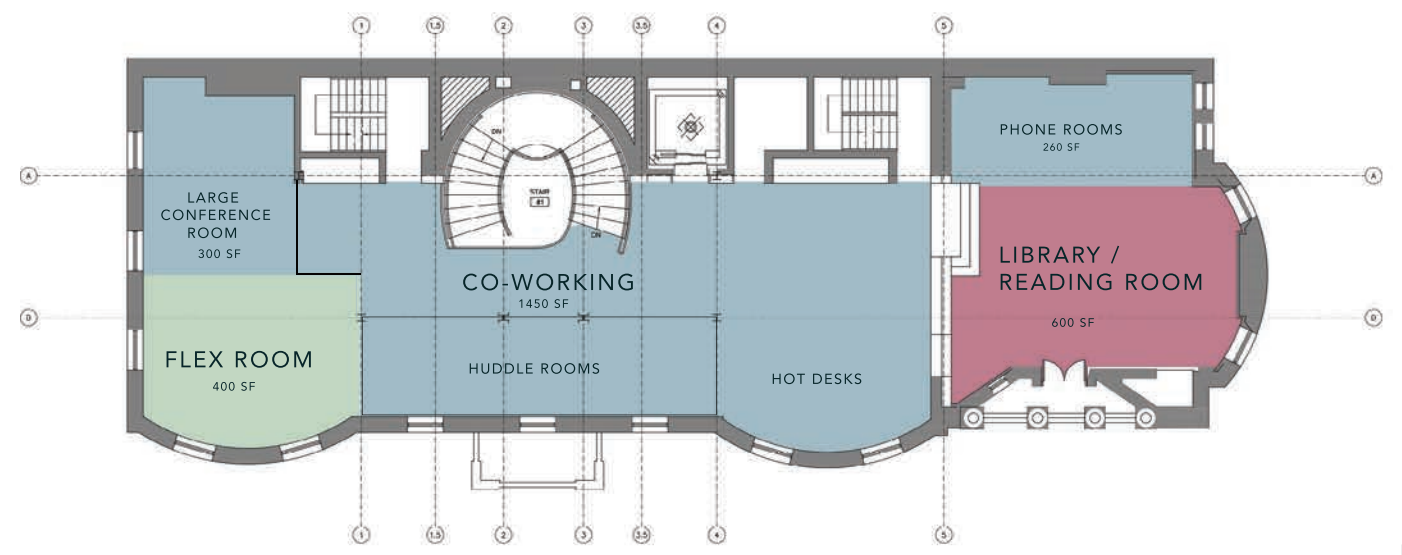 1 1.5 2 3 3.5 4 5
PHONE ROOMS
260 SF
DN
A A
LARGE
CONFERENCE
ROOM
300 SF
STAIR
#1
DN
LIBRARY /
READING ROOM
600 SF
CO-WORKING
1450 SF
D D
FLEX ROOM
400 SF
HUDDLE ROOMS
HOT DESKS
1 1.5 2 3 3.5 4 5